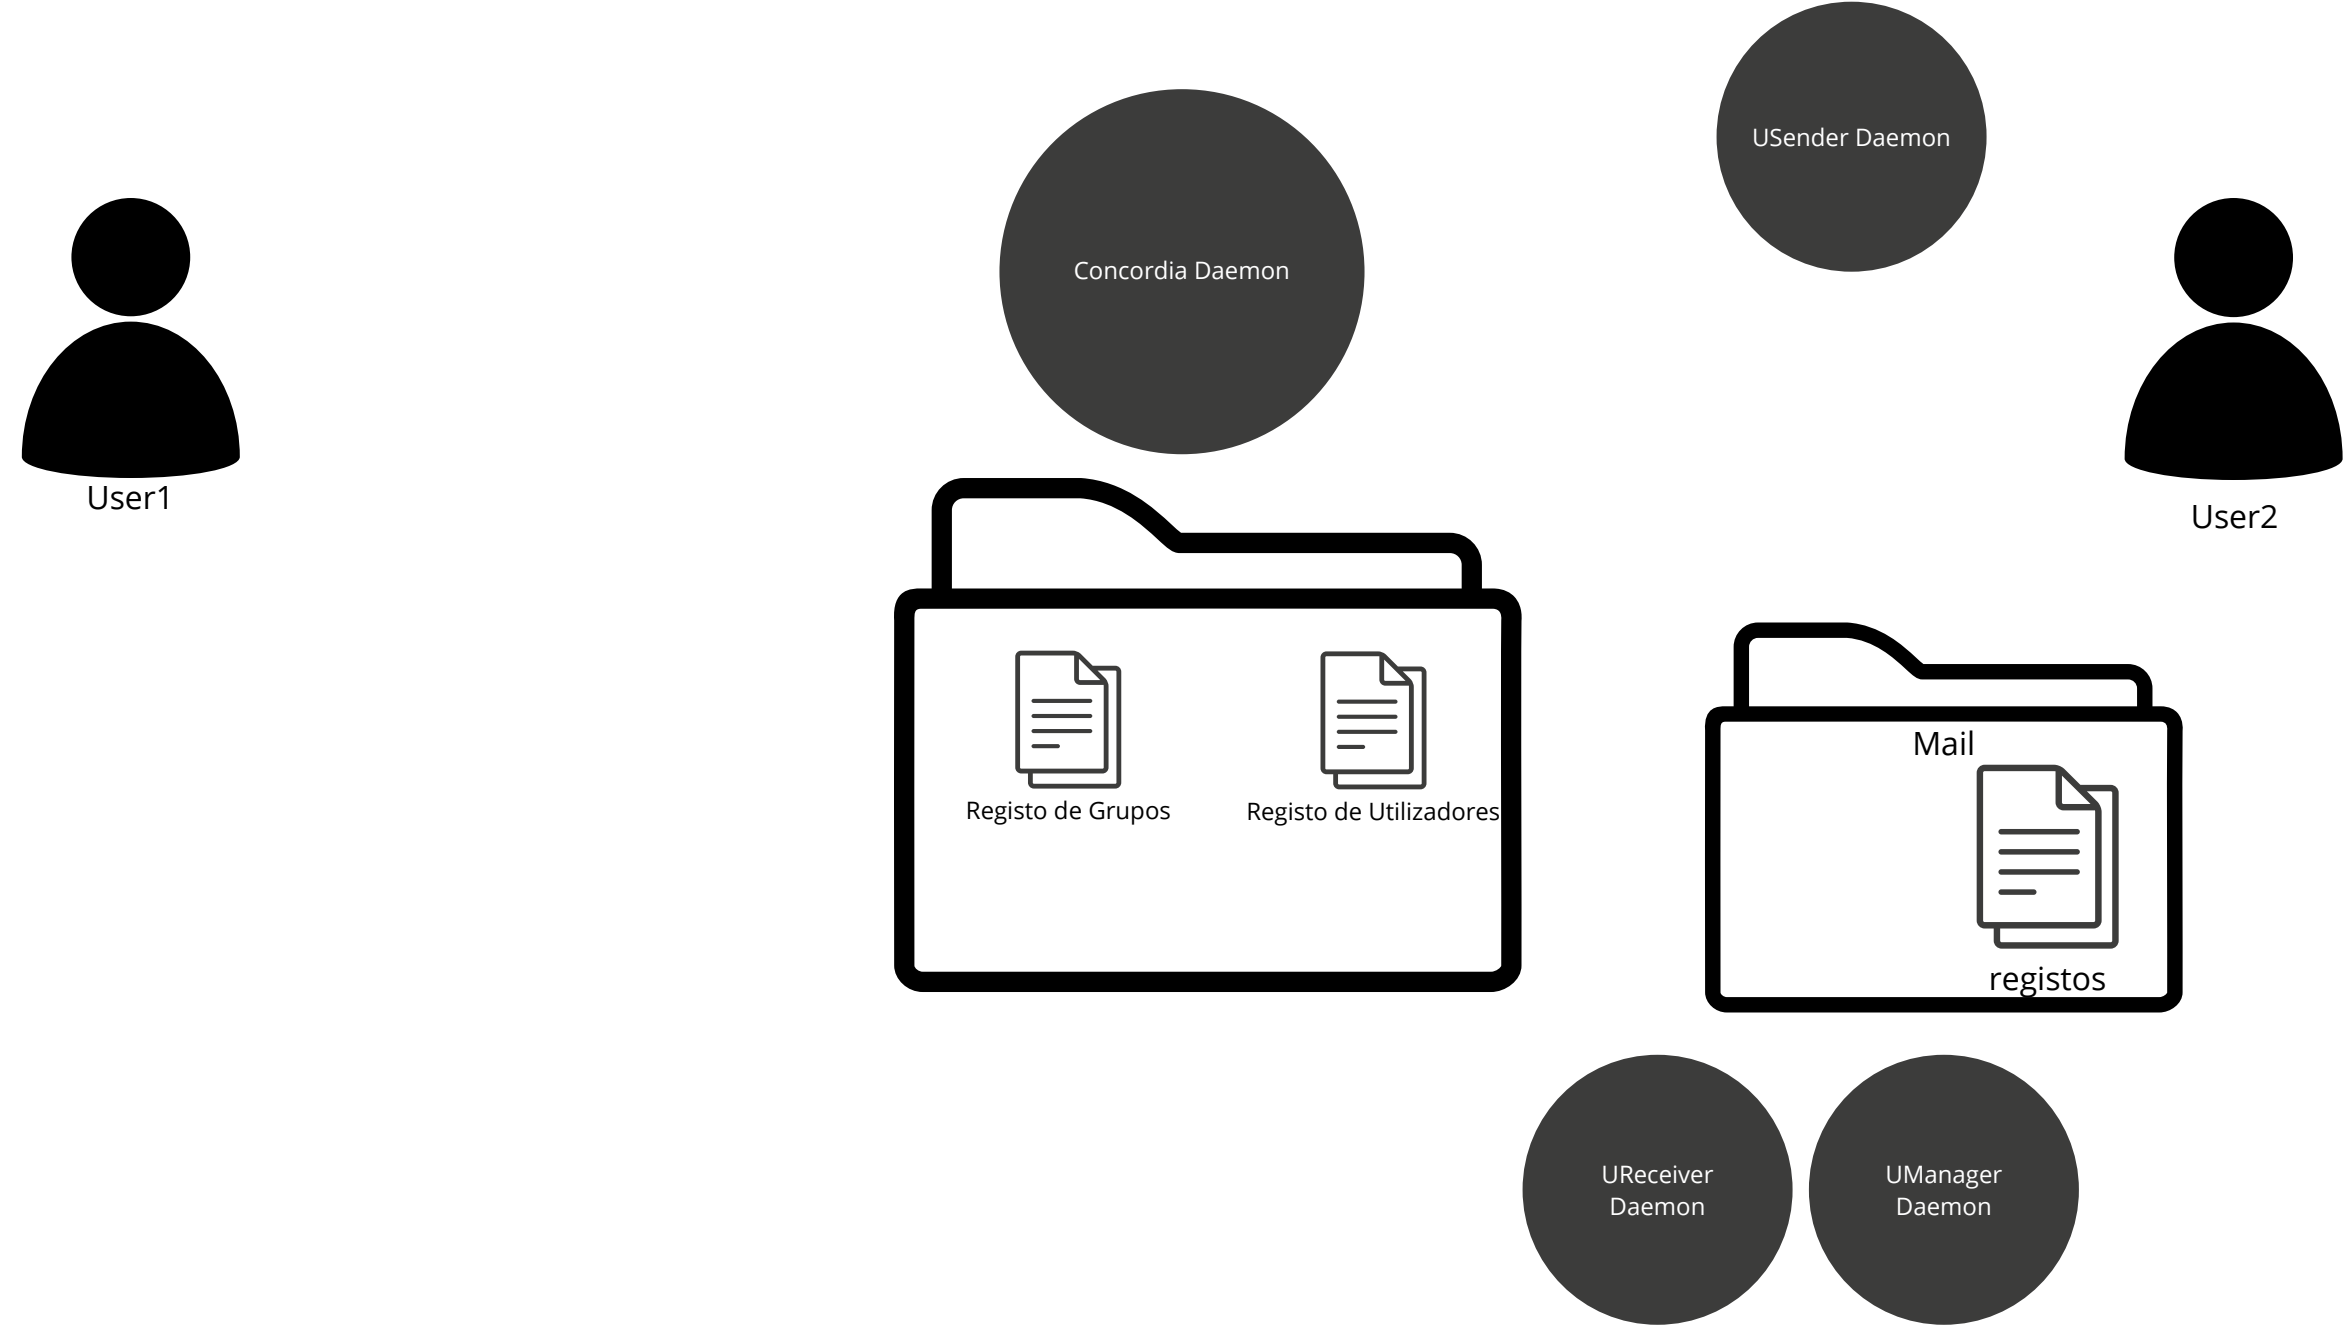 USender Daemon
Concordia Daemon
User1
User2
Mail
Registo de Grupos
Registo de Utilizadores
registos
UReceiver
Daemon
UManager
Daemon